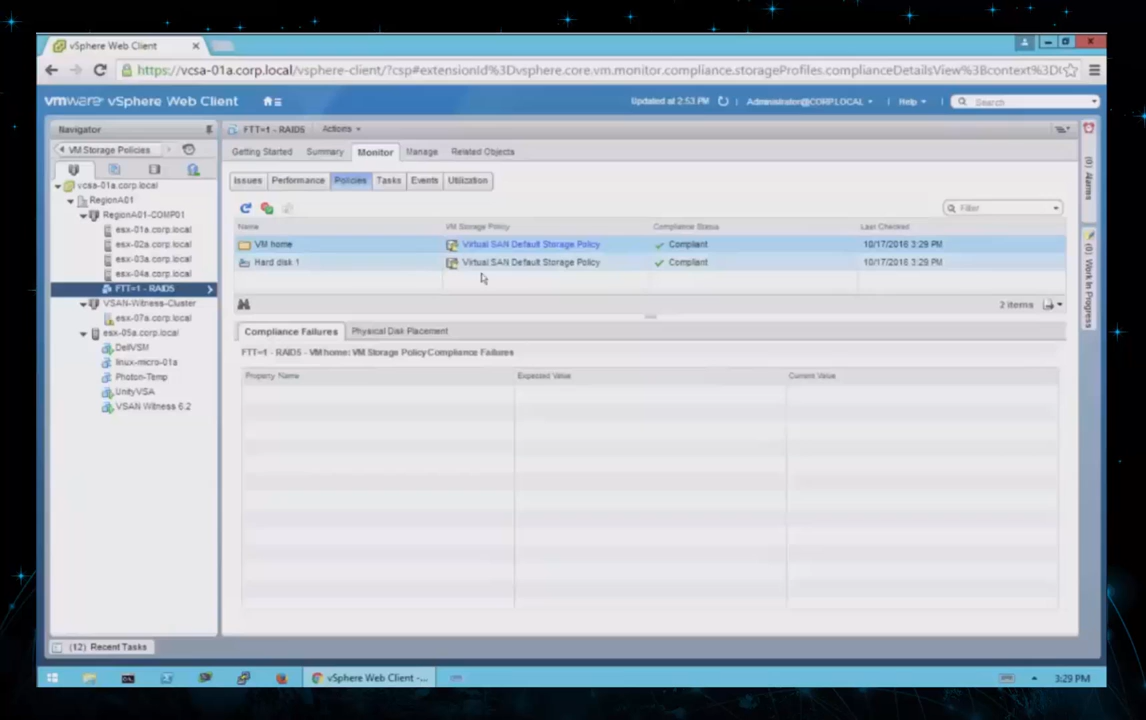 vSphere Web Client
https://vcsa-01a.corp.local/vsphere-client/?csp#extensionId%3Dvsphere.core.vm.monitor.compliance.storageProfiles.complianceDetailsView%3Bcontext%3D
vmware vSphere Web Client
Updated at 2:53 PM
Administrator@CORP.LOCAL
Help
Search
Navigator
FTT=1 - RAID5
Actions
VM Storage Policies
Getting Started
Summary
Monitor
Manage
Related Objects
Issues
Performance
Policies
Tasks
Events
Utilization
vcsa-01a.corp.local
RegionA01
RegionA01-COMP01
esx-01a.corp.local
esx-02a.corp.local
esx-03a.corp.local
esx-04a.corp.local
FTT=1 - RAID5
VSAN-Witness-Cluster
esx-07a.corp.local
esx-05a.corp.local
DellVSM
linux-micro-01a
Photon-Temp
UnityVSA
VSAN Witness 6.2
Filter
Name VM Storage Policy Compliance Status Last Checked
VM home Virtual SAN Default Storage Policy Compliant 10/17/2016 3:29 PM
Hard disk 1 Virtual SAN Default Storage Policy Compliant 10/17/2016 3:29 PM
2 items
Compliance Failures
Physical Disk Placement
FTT=1 - RAID5 - VM home: VM Storage Policy Compliance Failures
Property Name Expected Value Current Value
(0) Alarms
(0) Work In Progress
(12) Recent Tasks
vSphere Web Client -...
3:29 PM